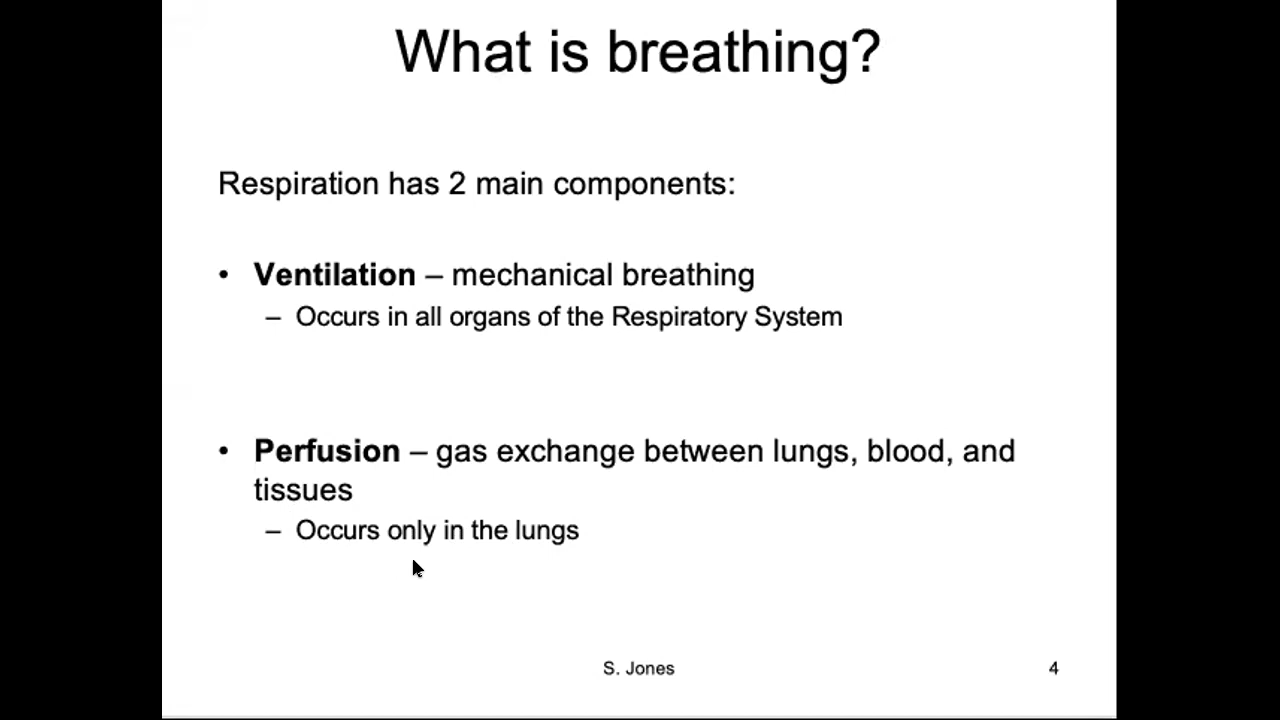 What is breathing?
Respiration has 2 main components:
• Ventilation – mechanical breathing
– Occurs in all organs of the Respiratory System
• Perfusion – gas exchange between lungs, blood, and
tissues
– Occurs only in the lungs
S. Jones
4